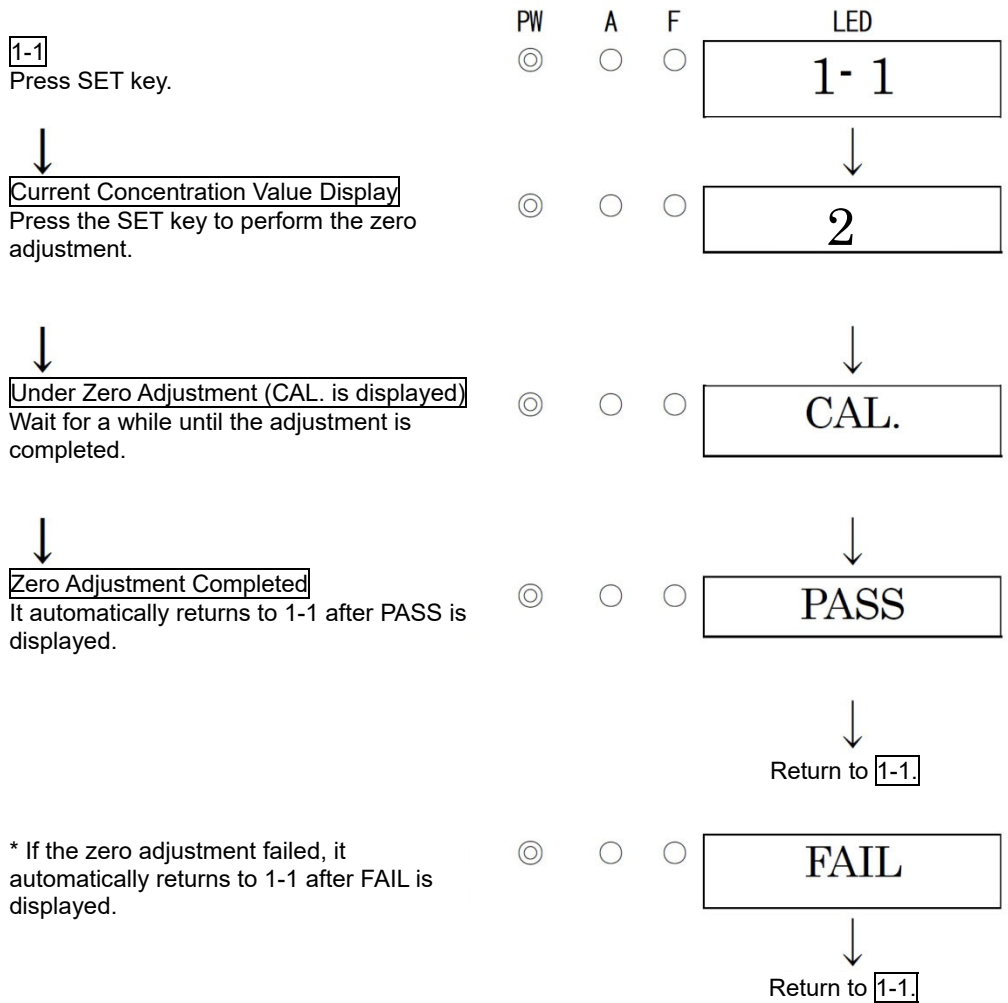 PW A F LED
1-1
Press SET key.
1- 1
Current Concentration Value Display
Press the SET key to perform the zero
adjustment.
2
Under Zero Adjustment (CAL. is displayed)
Wait for a while until the adjustment is
completed.
CAL.
Zero Adjustment Completed
It automatically returns to 1-1 after PASS is
displayed.
PASS
Return to 1-1.
* If the zero adjustment failed, it
automatically returns to 1-1 after FAIL is
displayed.
FAIL
Return to 1-1.